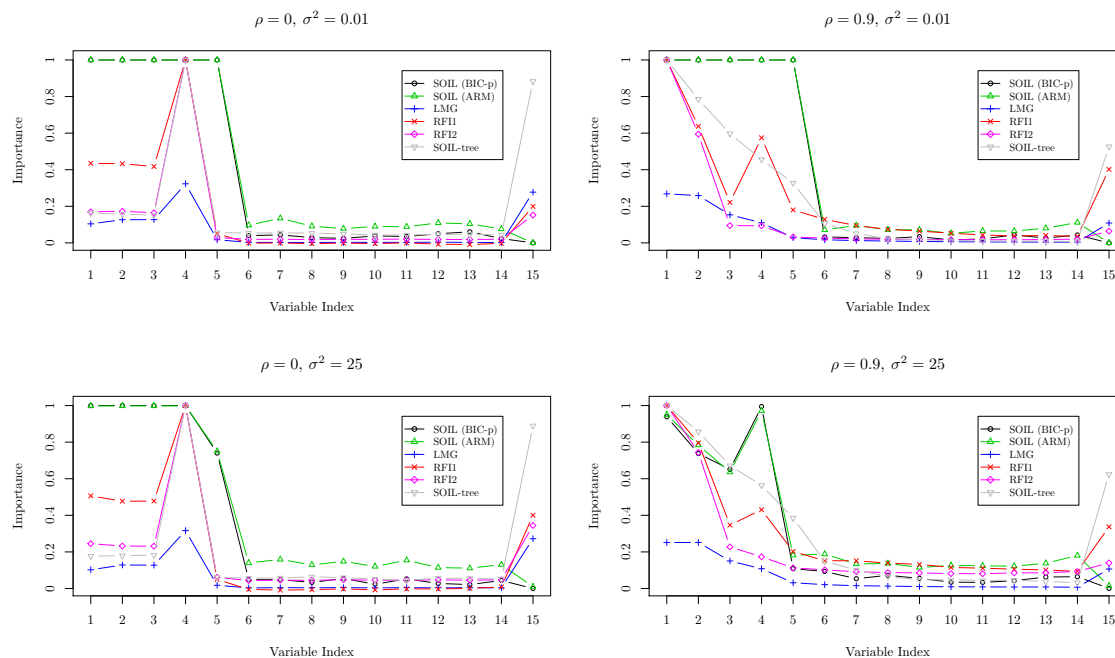 ρ = 0, σ² = 0.01
Importance
1
0.8
0.6
0.4
0.2
0
SOIL (BIC-p)
SOIL (ARM)
LMG
RFI1
RFI2
SOIL-tree
1 2 3 4 5 6 7 8 9 10 11 12 13 14 15
Variable Index
ρ = 0.9, σ² = 0.01
Importance
1
0.8
0.6
0.4
0.2
0
SOIL (BIC-p)
SOIL (ARM)
LMG
RFI1
RFI2
SOIL-tree
1 2 3 4 5 6 7 8 9 10 11 12 13 14 15
Variable Index
ρ = 0, σ² = 25
Importance
1
0.8
0.6
0.4
0.2
0
SOIL (BIC-p)
SOIL (ARM)
LMG
RFI1
RFI2
SOIL-tree
1 2 3 4 5 6 7 8 9 10 11 12 13 14 15
Variable Index
ρ = 0.9, σ² = 25
Importance
1
0.8
0.6
0.4
0.2
0
SOIL (BIC-p)
SOIL (ARM)
LMG
RFI1
RFI2
SOIL-tree
1 2 3 4 5 6 7 8 9 10 11 12 13 14 15
Variable Index